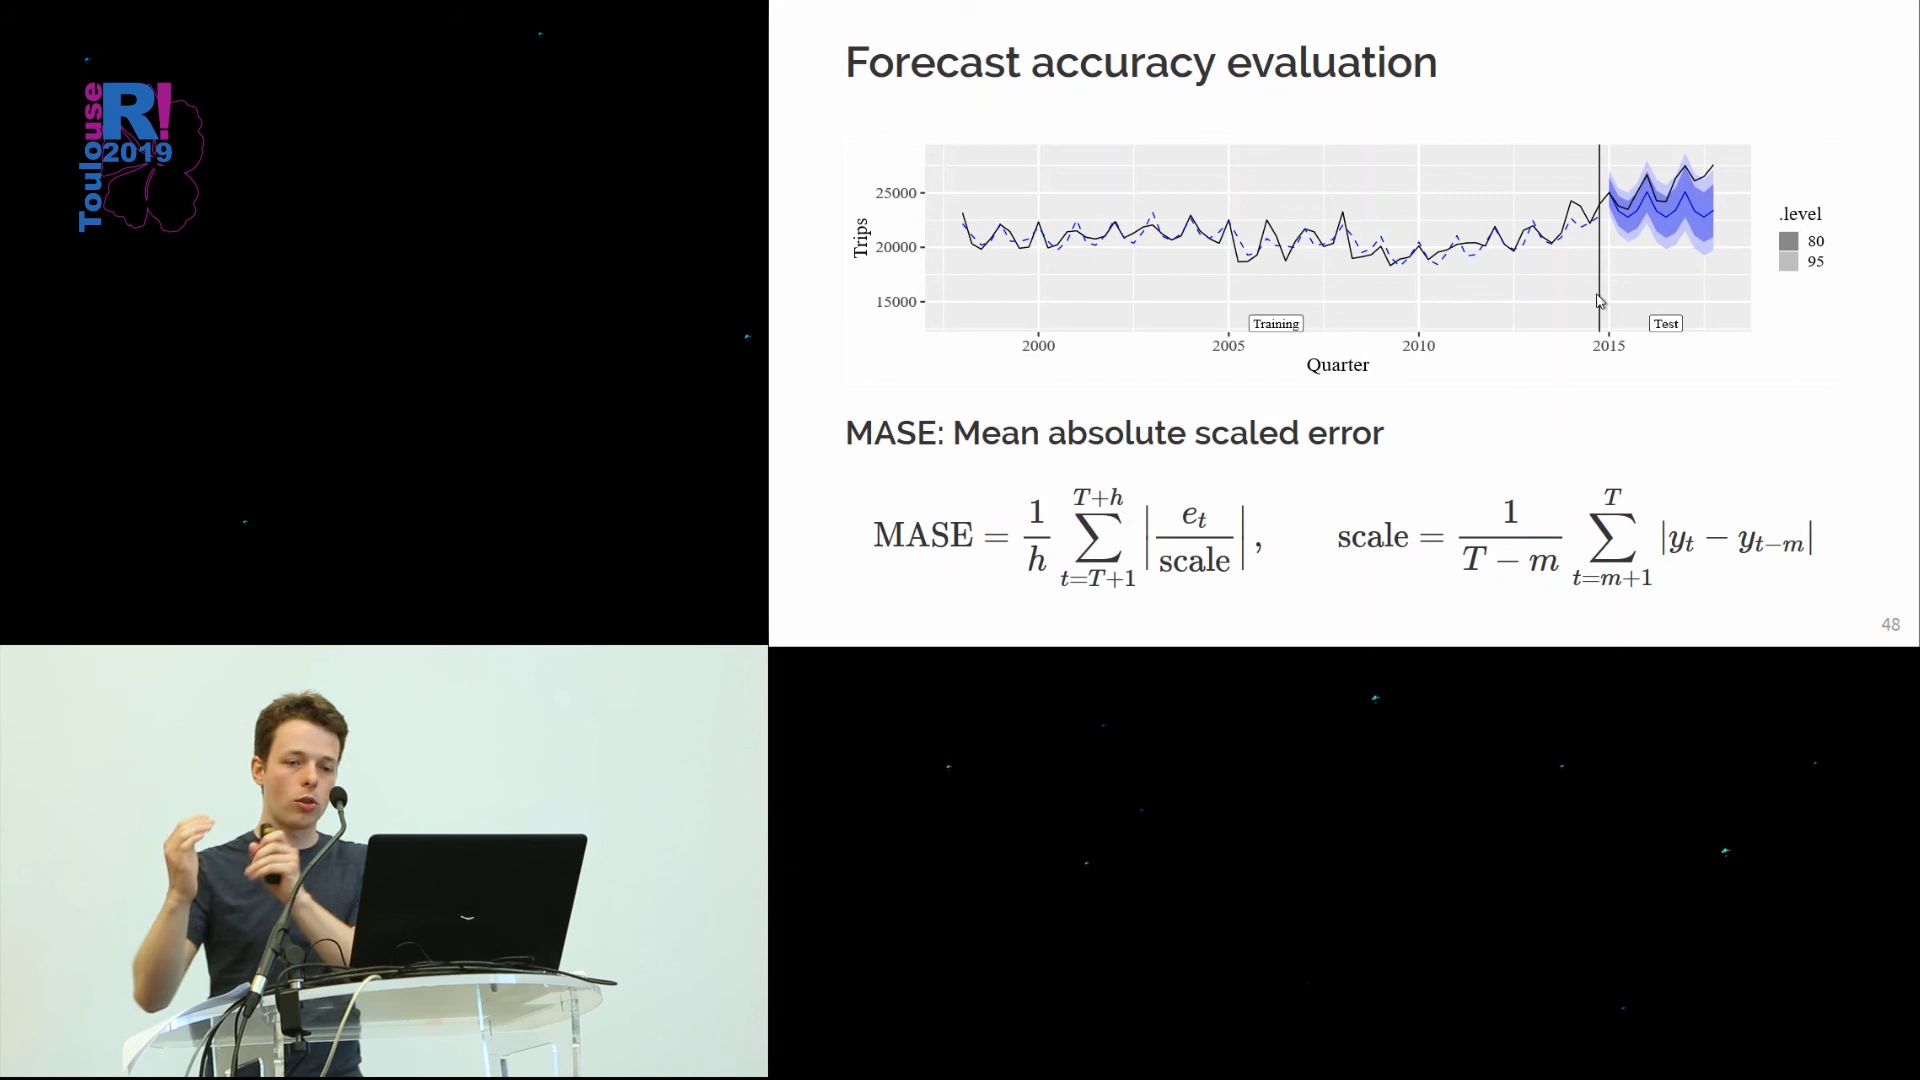 Toulouse
R!
2019
Forecast accuracy evaluation
25000
20000
15000
Trips
Training
Test
2000
2005
2010
2015
Quarter
.level
80
95
MASE: Mean absolute scaled error
MASE = 1/h ∑_{t=T+1}^{T+h} |e_t/scale|, scale = 1/(T − m) ∑_{t=m+1}^{T} |y_t − y_{t−m}|
48